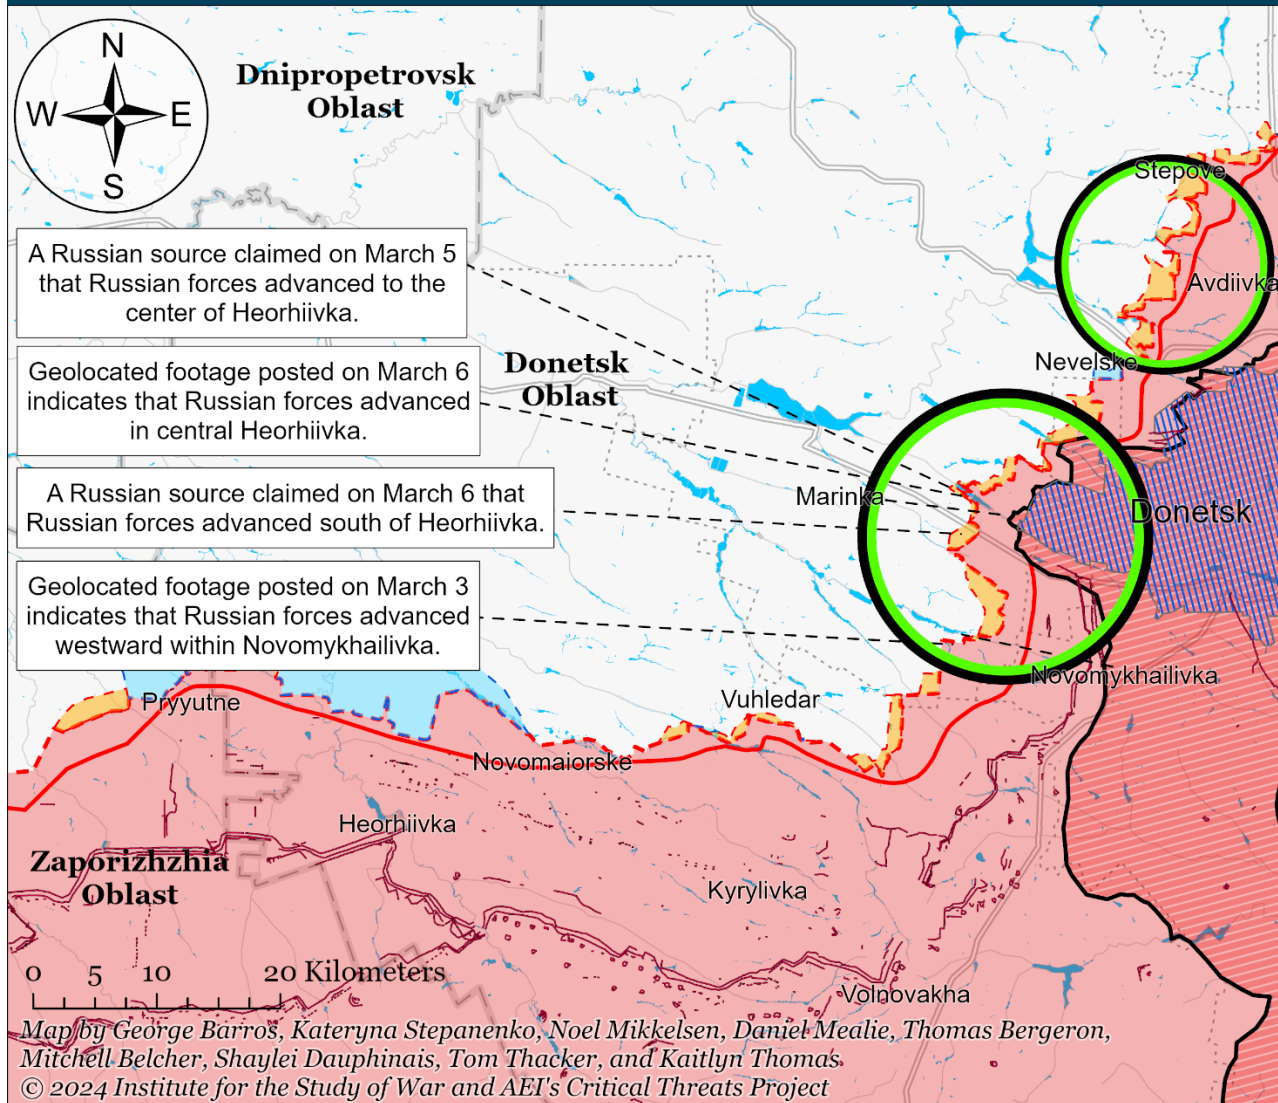 N
W
E
S
Dnipropetrovsk
Oblast
Stepove
A Russian source claimed on March 5
that Russian forces advanced to the
center of Heorhiivka.
Avdiivka
Geolocated footage posted on March 6
indicates that Russian forces advanced
in central Heorhiivka.
Donetsk
Oblast
Nevelske
A Russian source claimed on March 6 that
Russian forces advanced south of Heorhiivka.
Marinka
Donetsk
Geolocated footage posted on March 3
indicates that Russian forces advanced
westward within Novomykhailivka.
Novomykhailivka
Pryyutne
Vuhledar
Novomaiorske
Heorhiivka
Zaporizhzhia
Oblast
Kyrylivka
0 5 10 20 Kilometers
Volnovakha
Map by George Barros, Kateryna Stepanenko, Noel Mikkelsen, Daniel Mealie, Thomas Bergeron,
Mitchell Belcher, Shaylei Dauphinais, Tom Thacker, and Kaitlyn Thomas
© 2024 Institute for the Study of War and AEI's Critical Threats Project